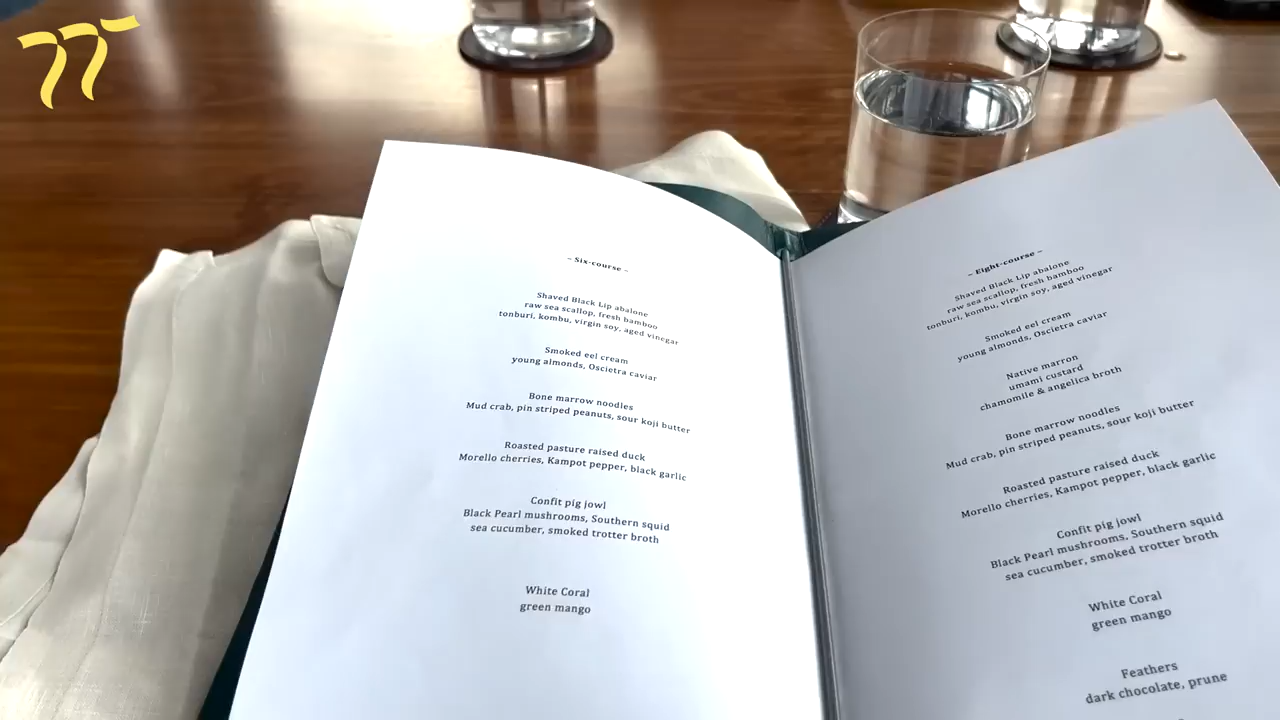 – Six-course –
Shaved Black Lip abalone
raw sea scallop, fresh bamboo
tonburi, kombu, virgin soy, aged vinegar
Smoked eel cream
young almonds, Oscietra caviar
Bone marrow noodles
Mud crab, pin striped peanuts, sour koji butter
Roasted pasture raised duck
Morello cherries, Kampot pepper, black garlic
Confit pig jowl
Black Pearl mushrooms, Southern squid
sea cucumber, smoked trotter broth
White Coral
green mango
– Eight-course –
Shaved Black Lip abalone
raw sea scallop, fresh bamboo
tonburi, kombu, virgin soy, aged vinegar
Smoked eel cream
young almonds, Oscietra caviar
Native marron
umami custard
chamomile & angelica broth
Bone marrow noodles
Mud crab, pin striped peanuts, sour koji butter
Roasted pasture raised duck
Morello cherries, Kampot pepper, black garlic
Confit pig jowl
Black Pearl mushrooms, Southern squid
sea cucumber, smoked trotter broth
White Coral
green mango
Feathers
dark chocolate, prune